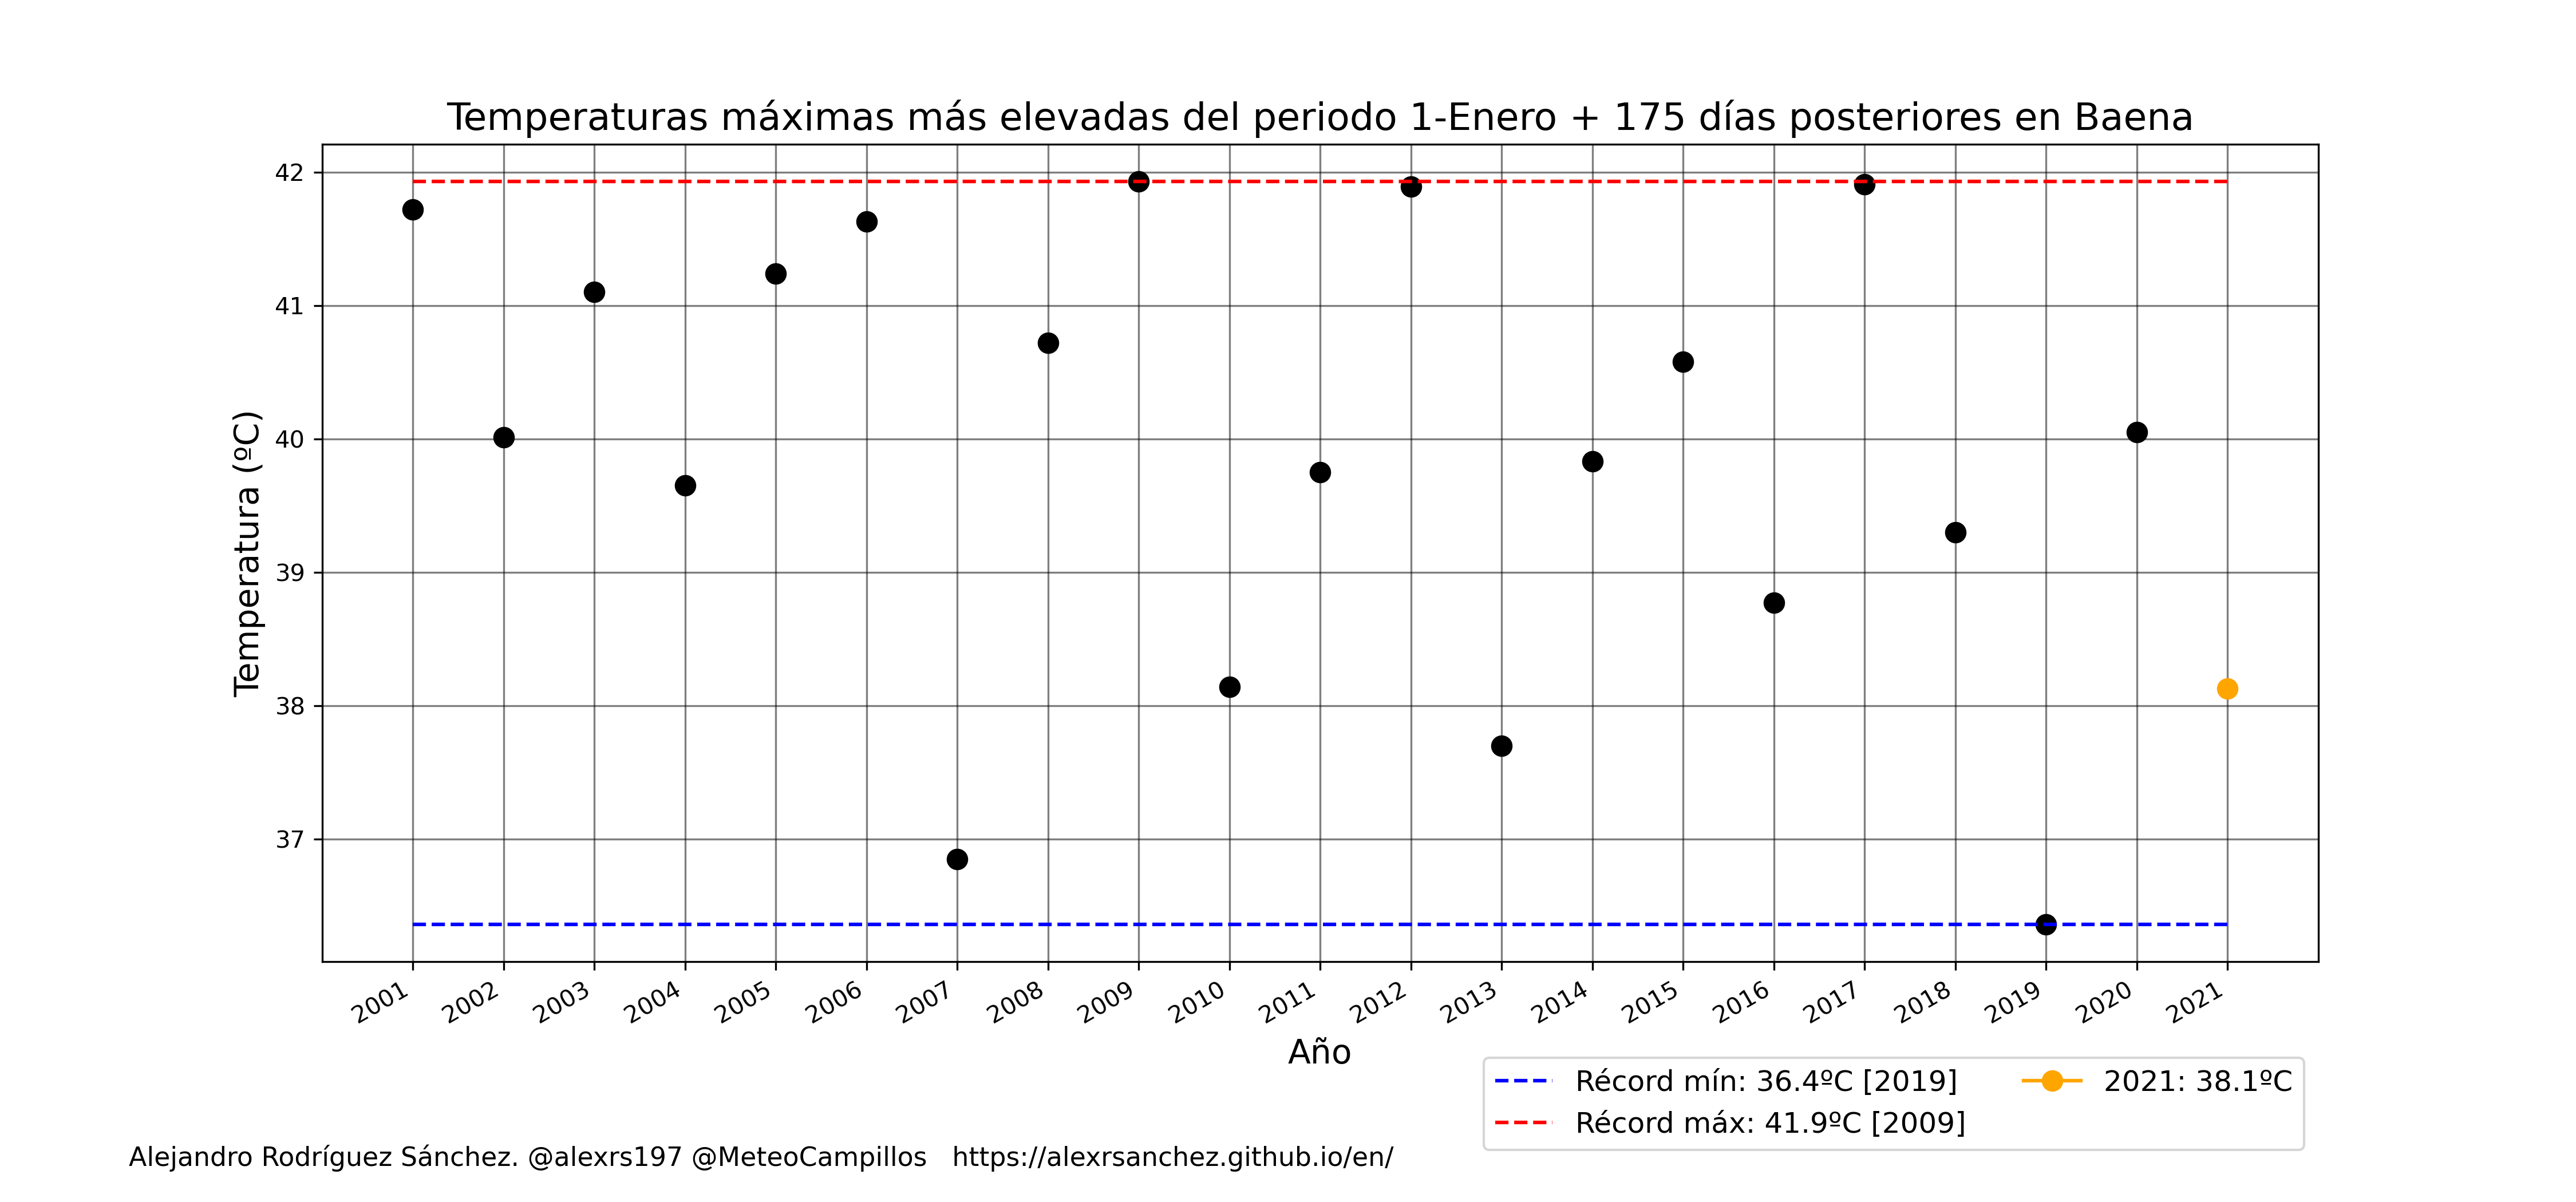 Temperaturas máximas más elevadas del periodo 1-Enero + 175 días posteriores en Baena
Temperatura (ºC)
42
41
40
39
38
37
2001 2002 2003 2004 2005 2006 2007 2008 2009 2010 2011 2012 2013 2014 2015 2016 2017 2018 2019 2020 2021
Año
Récord mín: 36.4ºC [2019]
Récord máx: 41.9ºC [2009]
2021: 38.1ºC
Alejandro Rodríguez Sánchez. @alexrs197 @MeteoCampillos https://alexrsanchez.github.io/en/